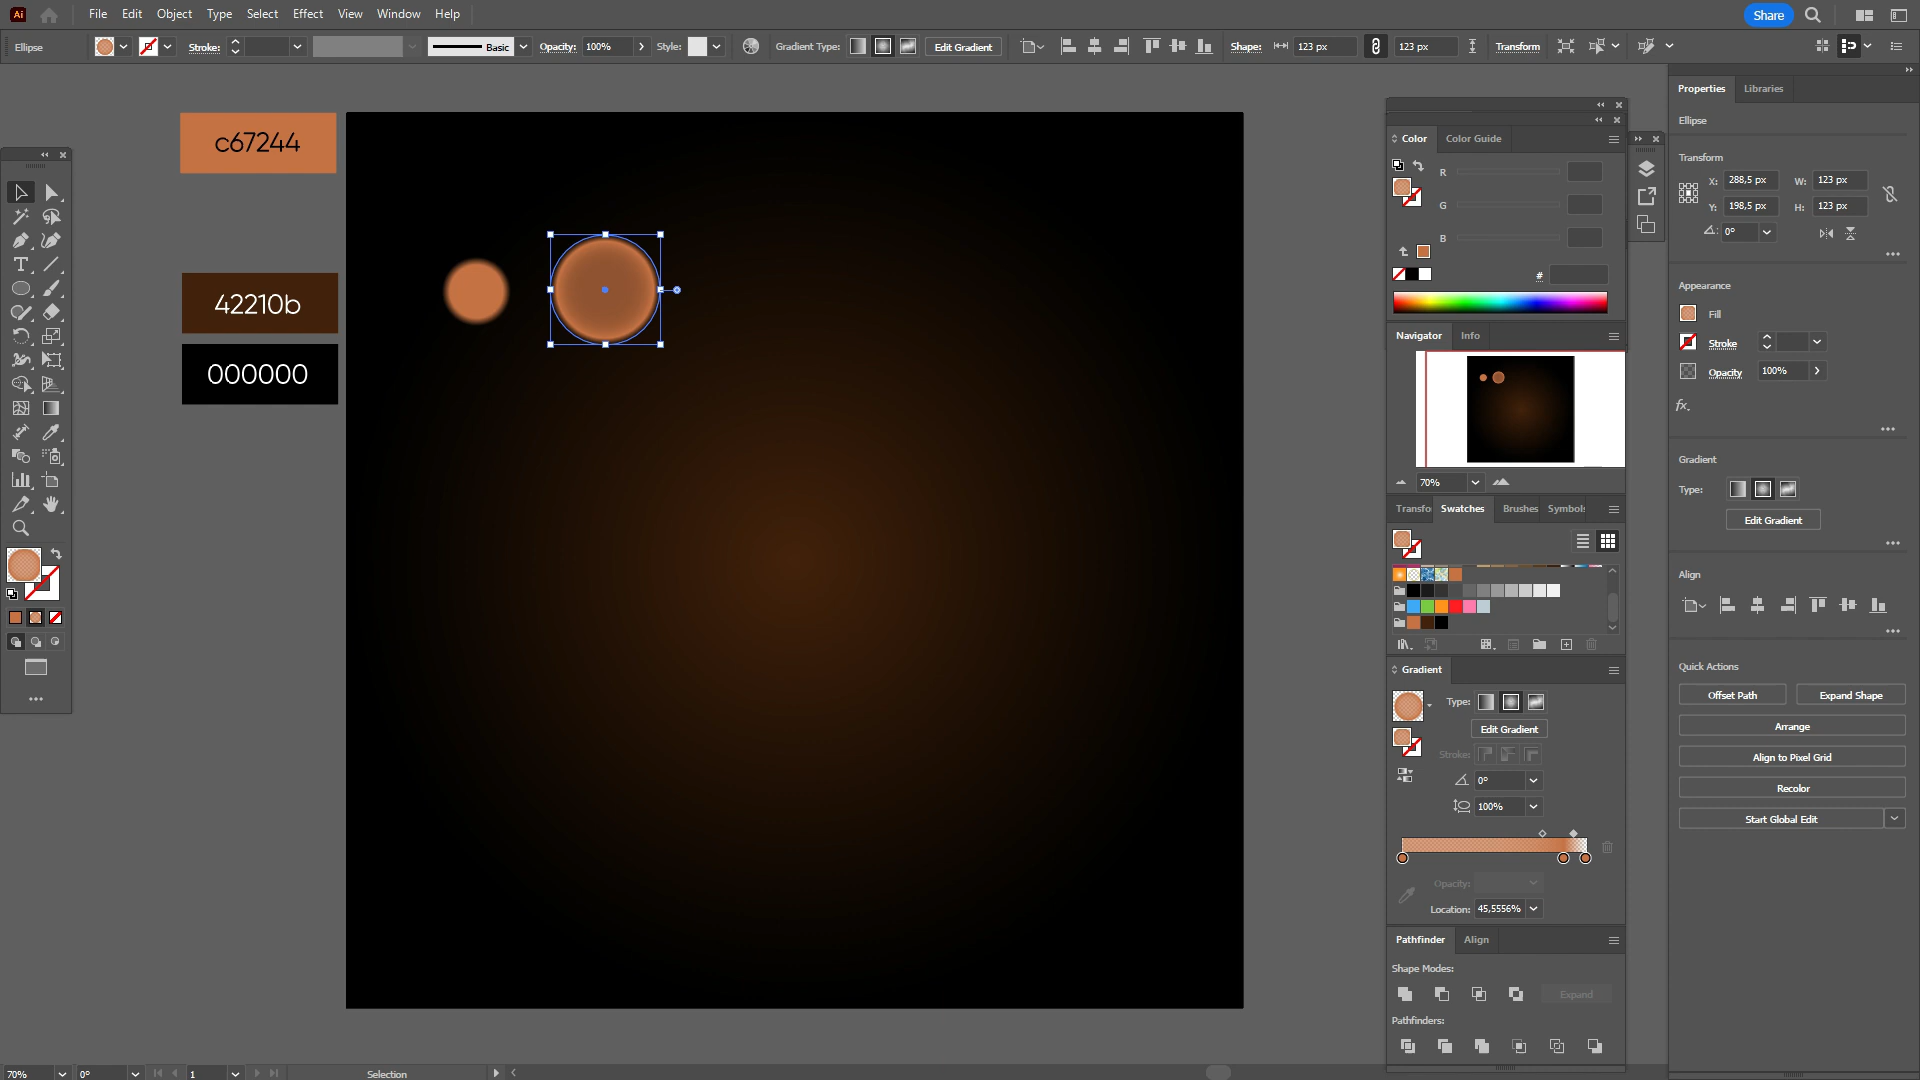 Ai File Edit Object Type Select Effect View Window Help Share
Ellipse Stroke: Basic Opacity: 100% Style: Gradient Type: Edit Gradient Shape: 123 px 123 px Transform
c67244
42210b
000000
Color Color Guide
R
G
B
#
Navigator Info
70%
Transfo Swatches Brushes Symbols
Gradient
Type:
Edit Gradient
Stroke:
0°
100%
Opacity:
Location: 45,5556%
Pathfinder Align
Shape Modes:
Expand
Pathfinders:
Properties Libraries
Ellipse
Transform
X: 288,5 px W: 123 px
Y: 198,5 px H: 123 px
0°
Appearance
Fill
Stroke
Opacity 100%
fx.
Gradient
Type:
Edit Gradient
Align
Quick Actions
Offset Path Expand Shape
Arrange
Align to Pixel Grid
Recolor
Start Global Edit
70% 0° 1 Selection